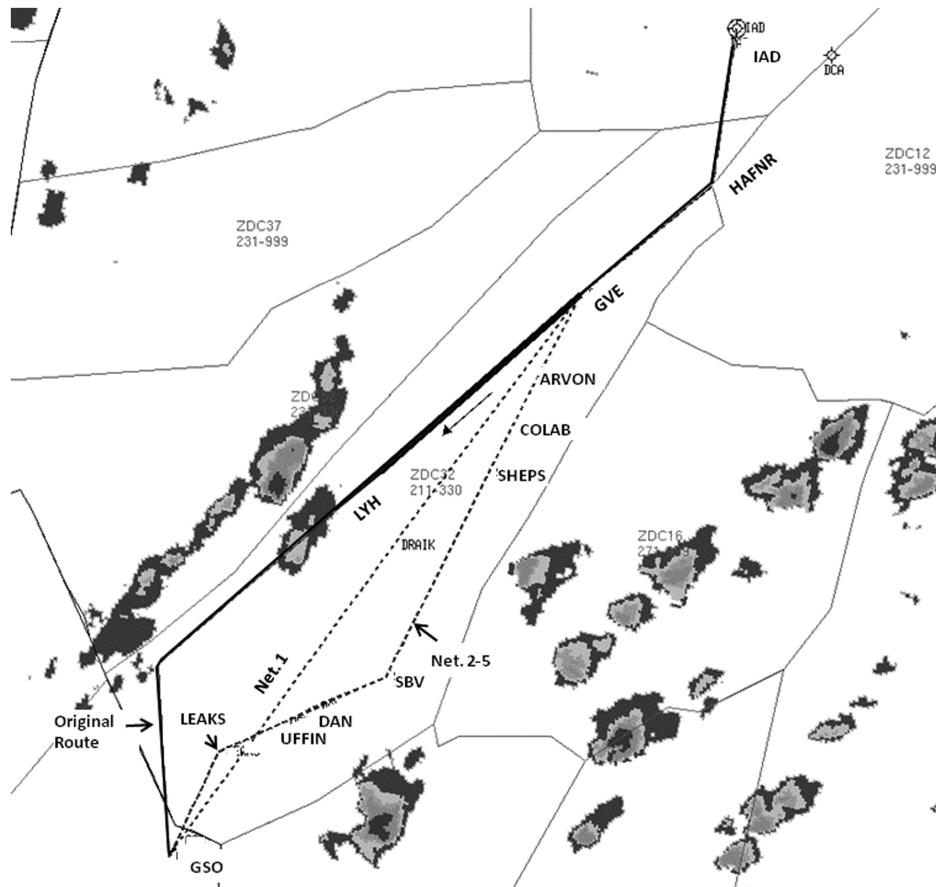 IAD
IAD
DCA
HAFNR
ZDC12
231-999
ZDC37
231-999
GVE
ARVON
COLAB
SHEPS
ZDC32
211-330
LYH
DRAIK
ZDC16
Net. 1
Net. 2-5
SBV
LEAKS
DAN
UFFIN
Original
Route
GSO